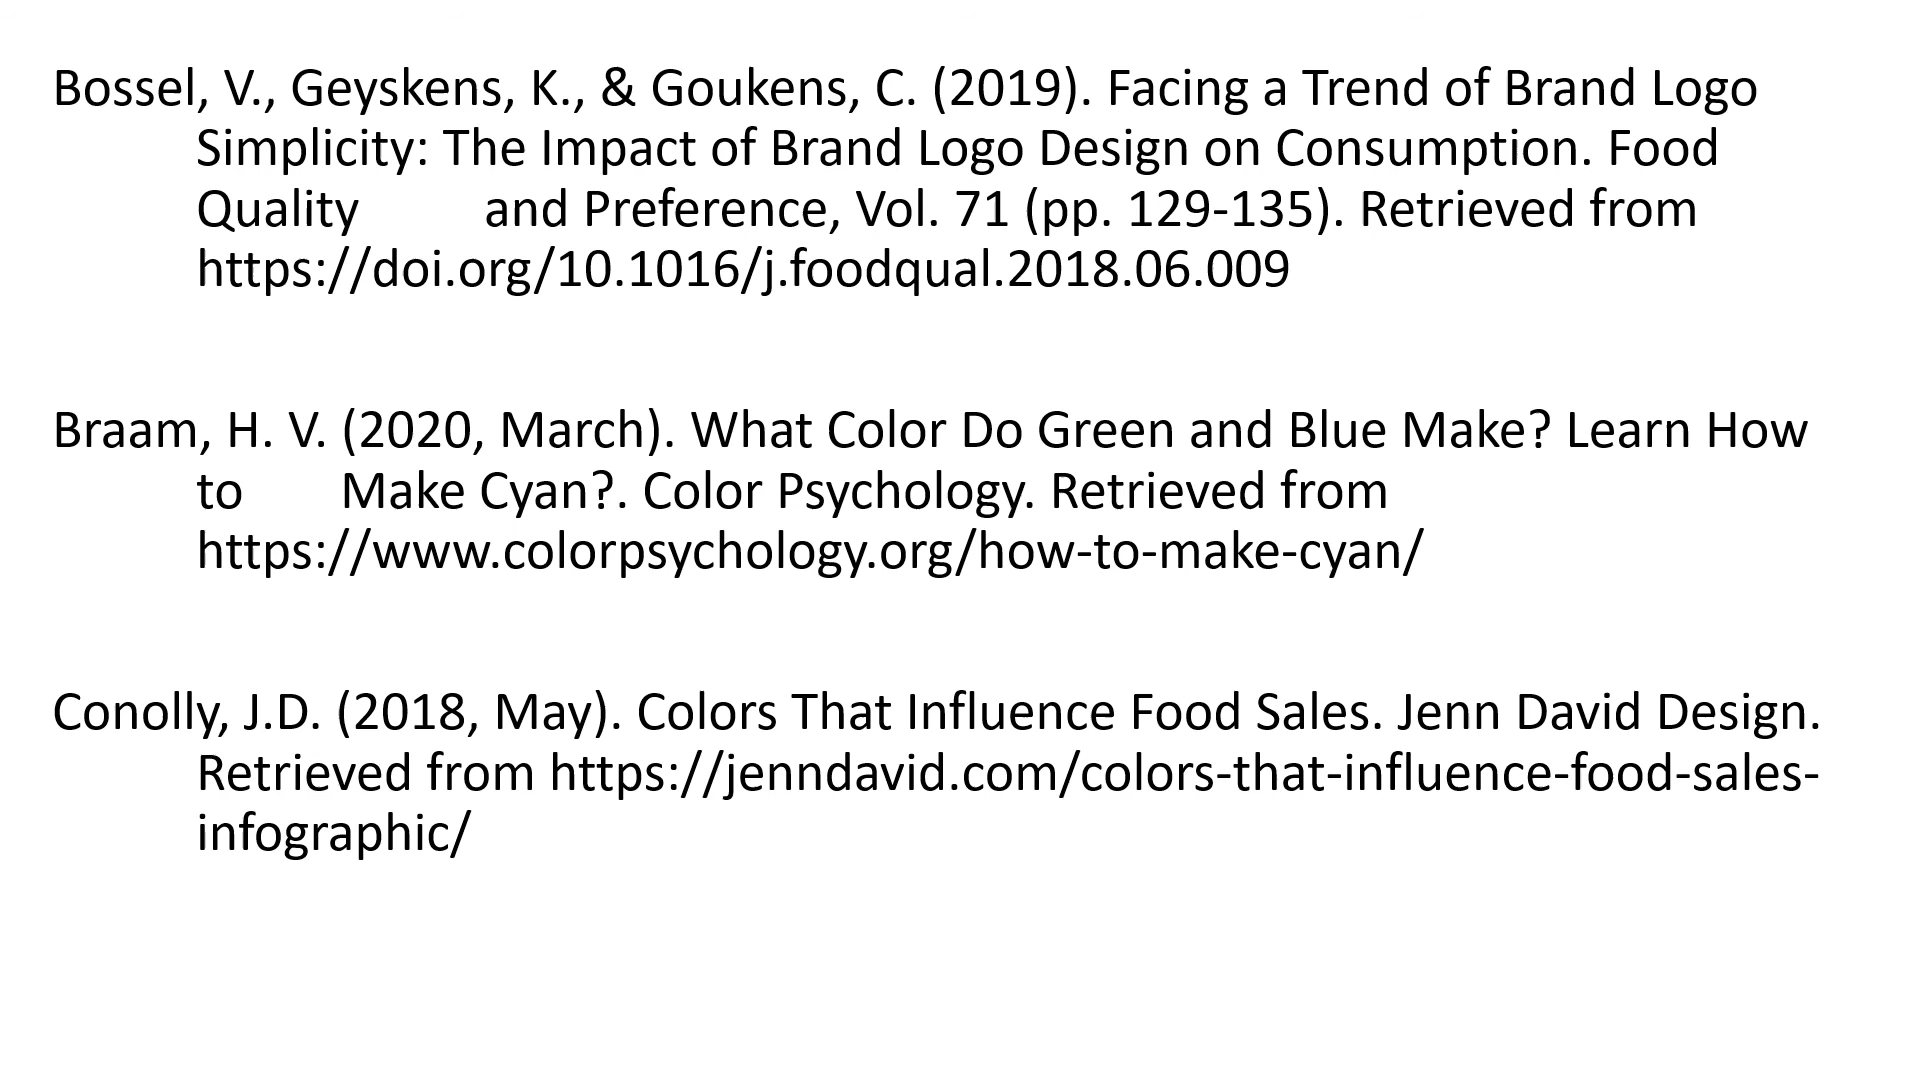 Bossel, V., Geyskens, K., & Goukens, C. (2019). Facing a Trend of Brand Logo
Simplicity: The Impact of Brand Logo Design on Consumption. Food
Quality and Preference, Vol. 71 (pp. 129-135). Retrieved from
https://doi.org/10.1016/j.foodqual.2018.06.009
Braam, H. V. (2020, March). What Color Do Green and Blue Make? Learn How
to Make Cyan?. Color Psychology. Retrieved from
https://www.colorpsychology.org/how-to-make-cyan/
Conolly, J.D. (2018, May). Colors That Influence Food Sales. Jenn David Design.
Retrieved from https://jenndavid.com/colors-that-influence-food-sales-
infographic/